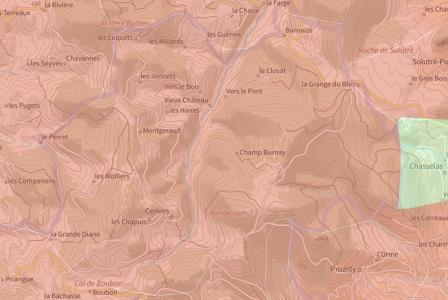 la Farge
la Rivière
Terreaux
la Chaux
les Cha
la Mère Boitier
les Luquets
les Guérins
Burnaize
les Millards
Roche de Solutré
Chavannes
les Seyves
Solutré-Po
le Closat
les Jonnets
le Gros Bois
Vers le Bois
la Grange du Bois
Vers le Pont
Vieux Château
les Pugets
les Haires
Montgeraud
le Perret
Champ Burnay
Chasselas
les Molliers
les Companons
Cenves
Rontecolan
les Chapuis
les Correaux
la Grande Diane
les Charm
l'Orme
Pruzilly
Priangue
Col de Boubon
Boubon
la Bachasse